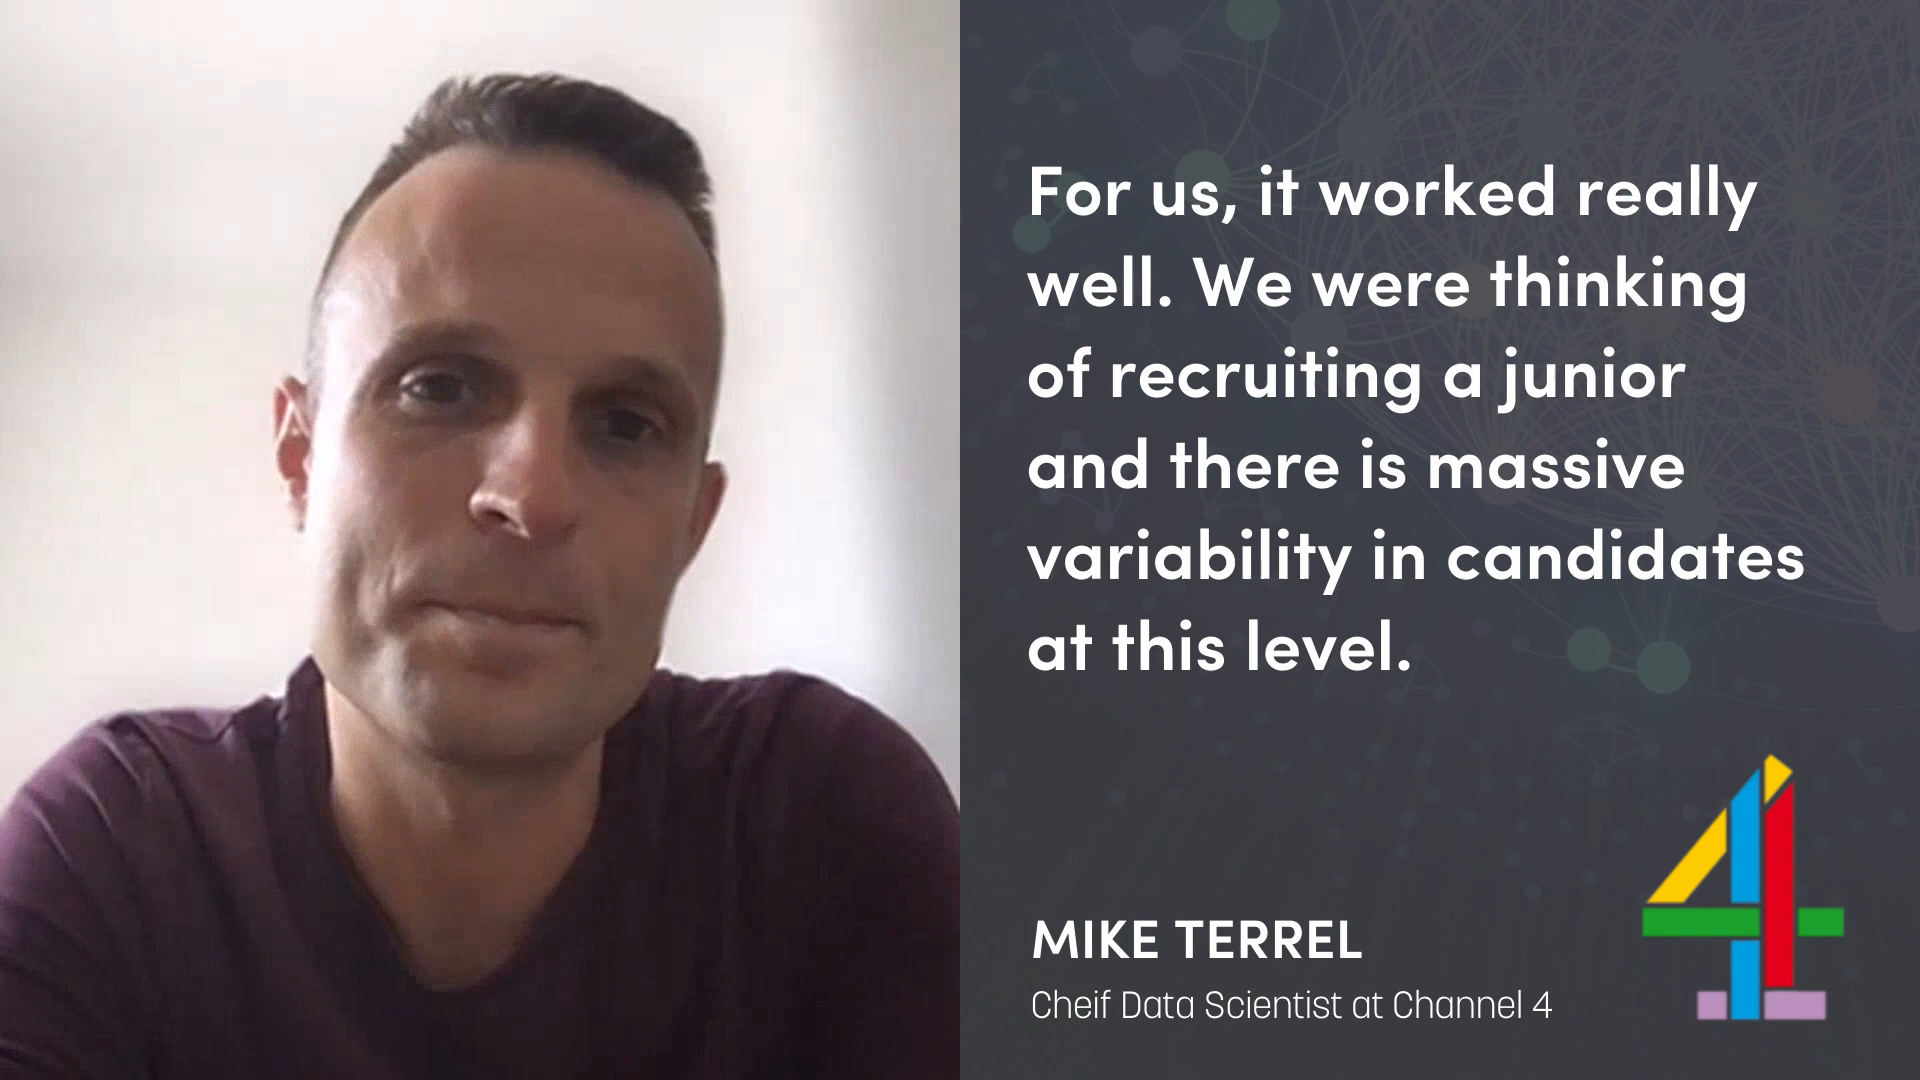 For us, it worked really
well. We were thinking
of recruiting a junior
and there is massive
variability in candidates
at this level.
MIKE TERREL
Cheif Data Scientist at Channel 4
4